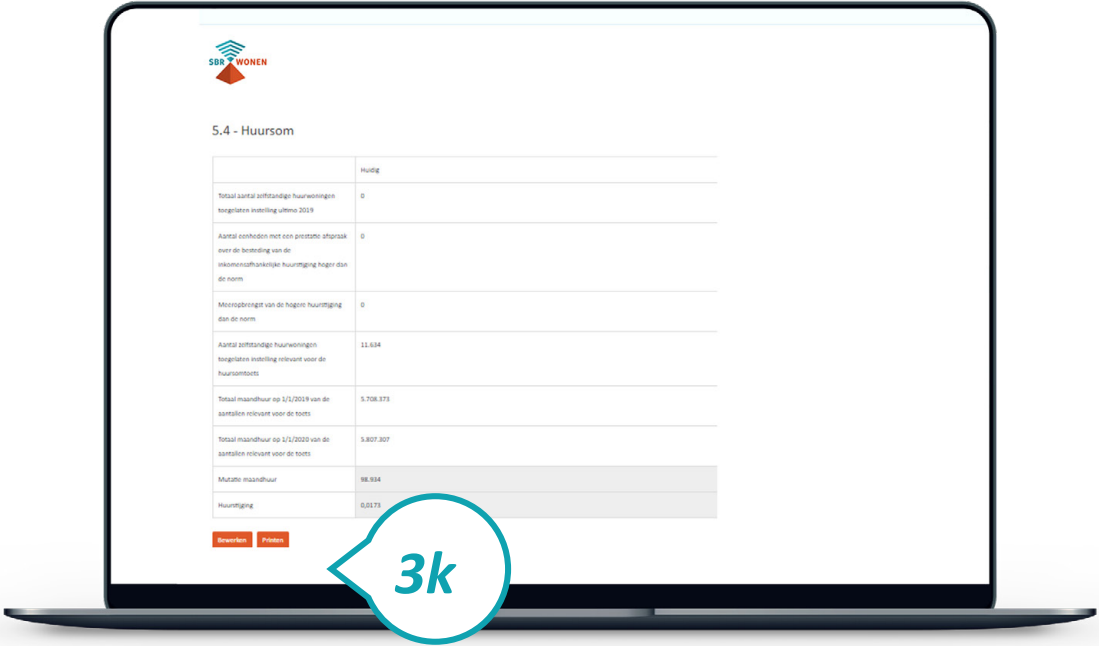 SBR WONEN
5.4 - Huursom
Huidig
Totaal aantal zelfstandige huurwoningen
toegelaten instelling ultimo 2019
0
Aantal eenheden met een prestatie afspraak
over de besteding van de
inkomensafhankelijke huurstijging hoger dan
de norm
0
Meeropbrengst van de hogere huurstijging
dan de norm
0
Aantal zelfstandige huurwoningen
toegelaten instelling relevant voor de
huursomtoets
11.634
Totaal maandhuur op 1/1/2019 van de
aantallen relevant voor de toets
5.708.373
Totaal maandhuur op 1/1/2020 van de
aantallen relevant voor de toets
5.807.307
Mutatie maandhuur
98.934
Huurstijging
0,0173
Bewerken Printen
3k